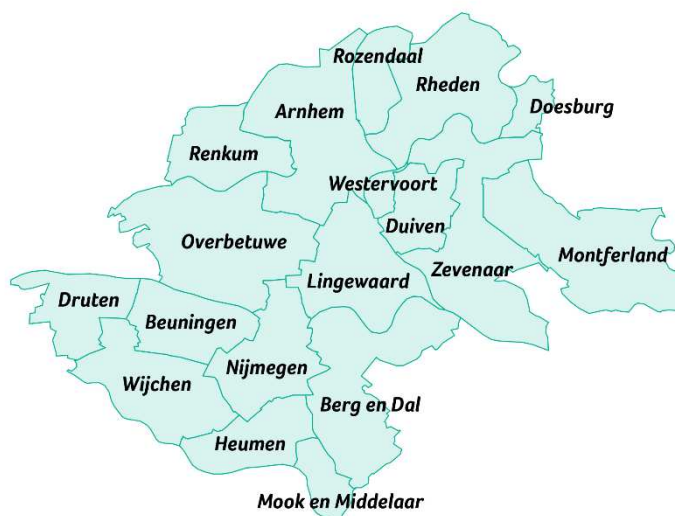 Rozendaal
Rheden
Doesburg
Arnhem
Renkum
Westervoort
Duiven
Overbetuwe
Montferland
Zevenaar
Lingewaard
Druten
Beuningen
Nijmegen
Wijchen
Berg en Dal
Heumen
Mook en Middelaar